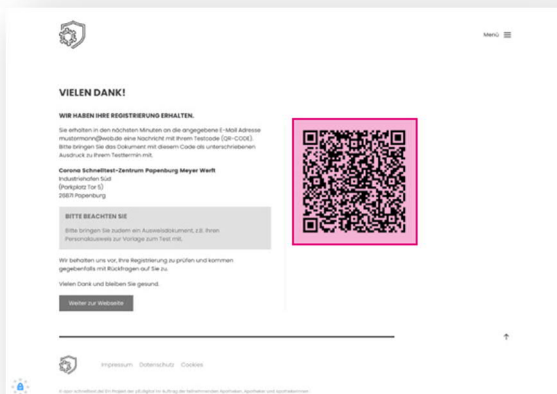 Menü
VIELEN DANK!
WIR HABEN IHRE REGISTRIERUNG ERHALTEN.
Sie erhalten in den nächsten Minuten an die angegebene E-Mail Adresse
mustermann@web.de eine Nachricht mit Ihrem Testcode (QR-CODE).
Bitte bringen Sie das Dokument mit diesem Code als unterschriebenen
Ausdruck zu Ihrem Testtermin mit.
Corona Schnelltest-Zentrum Papenburg Meyer Werft
Industriehafen Süd
(Parkplatz Tor 5)
26871 Papenburg
BITTE BEACHTEN SIE
Bitte bringen Sie zudem ein Ausweisdokument, z.B. Ihren
Personalausweis zur Vorlage zum Test mit.
Wir behalten uns vor, Ihre Registrierung zu prüfen und kommen
gegebenfalls mit Rückfragen auf Sie zu.
Vielen Dank und bleiben Sie gesund.
Weiter zur Webseite
Impressum Datenschutz Cookies